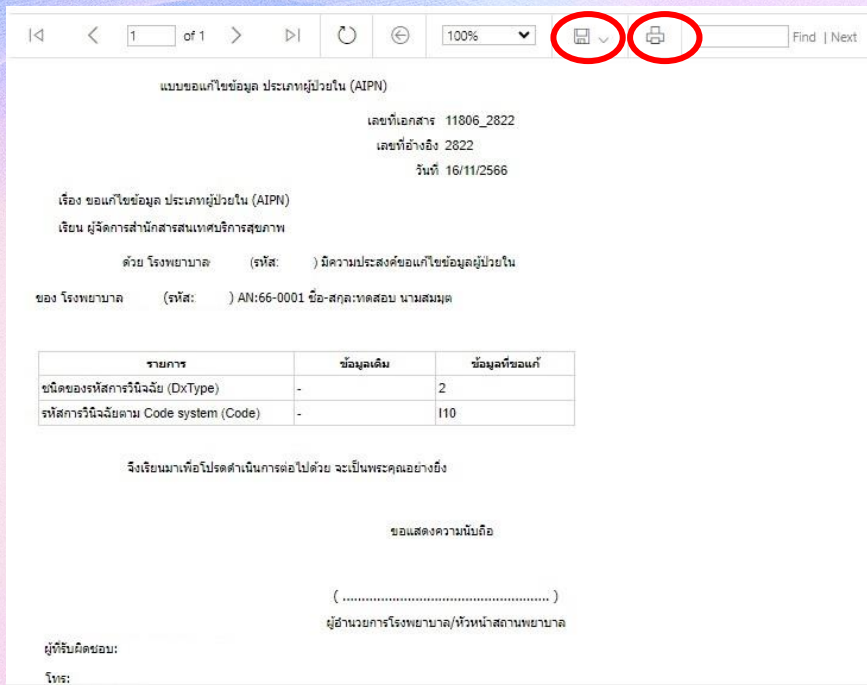 1 of 1 100% Find | Next
แบบขอแก้ไขข้อมูล ประเภทผู้ป่วยใน (AIPN)
เลขที่เอกสาร 11806_2822
เลขที่อ้างอิง 2822
วันที่ 16/11/2566
เรื่อง ขอแก้ไขข้อมูล ประเภทผู้ป่วยใน (AIPN)
เรียน ผู้จัดการสำนักสารสนเทศบริการสุขภาพ
ด้วย โรงพยาบาล (รหัส: ) มีความประสงค์ขอแก้ไขข้อมูลผู้ป่วยใน
ของ โรงพยาบาล (รหัส: ) AN:66-0001 ชื่อ-สกุล:ทดสอบ นามสมมุต
รายการ ข้อมูลเดิม ข้อมูลที่ขอแก้
ชนิดของรหัสการวินิจฉัย (DxType) - 2
รหัสการวินิจฉัยตาม Code system (Code) - I10
จึงเรียนมาเพื่อโปรดดำเนินการต่อไปด้วย จะเป็นพระคุณอย่างยิ่ง
ขอแสดงความนับถือ
( ...................................................... )
ผู้อำนวยการโรงพยาบาล/หัวหน้าสถานพยาบาล
ผู้ที่รับผิดชอบ:
โทร: